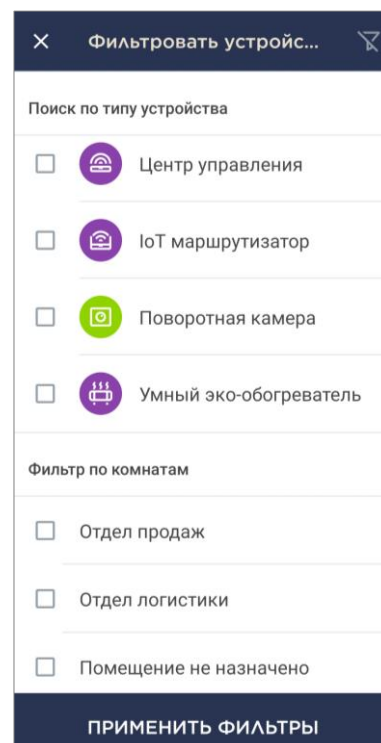 Фильтровать устройс...
Поиск по типу устройства
Центр управления
IoT маршрутизатор
Поворотная камера
Умный эко-обогреватель
Фильтр по комнатам
Отдел продаж
Отдел логистики
Помещение не назначено
ПРИМЕНИТЬ ФИЛЬТРЫ